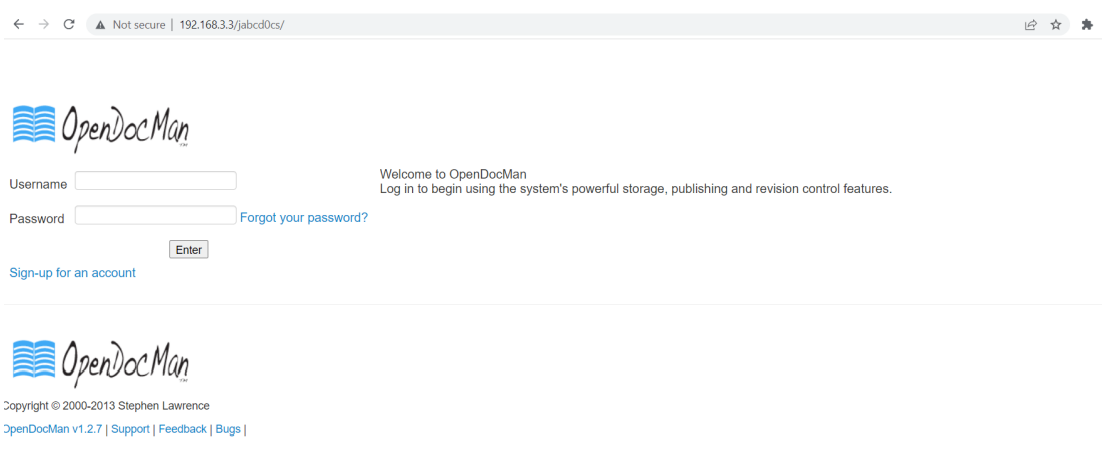 Not secure | 192.168.3.3/jabcd0cs/
OpenDocMan
Welcome to OpenDocMan
Log in to begin using the system's powerful storage, publishing and revision control features.
Username
Password Forgot your password?
Enter
Sign-up for an account
OpenDocMan
Copyright © 2000-2013 Stephen Lawrence
OpenDocMan v1.2.7 | Support | Feedback | Bugs |